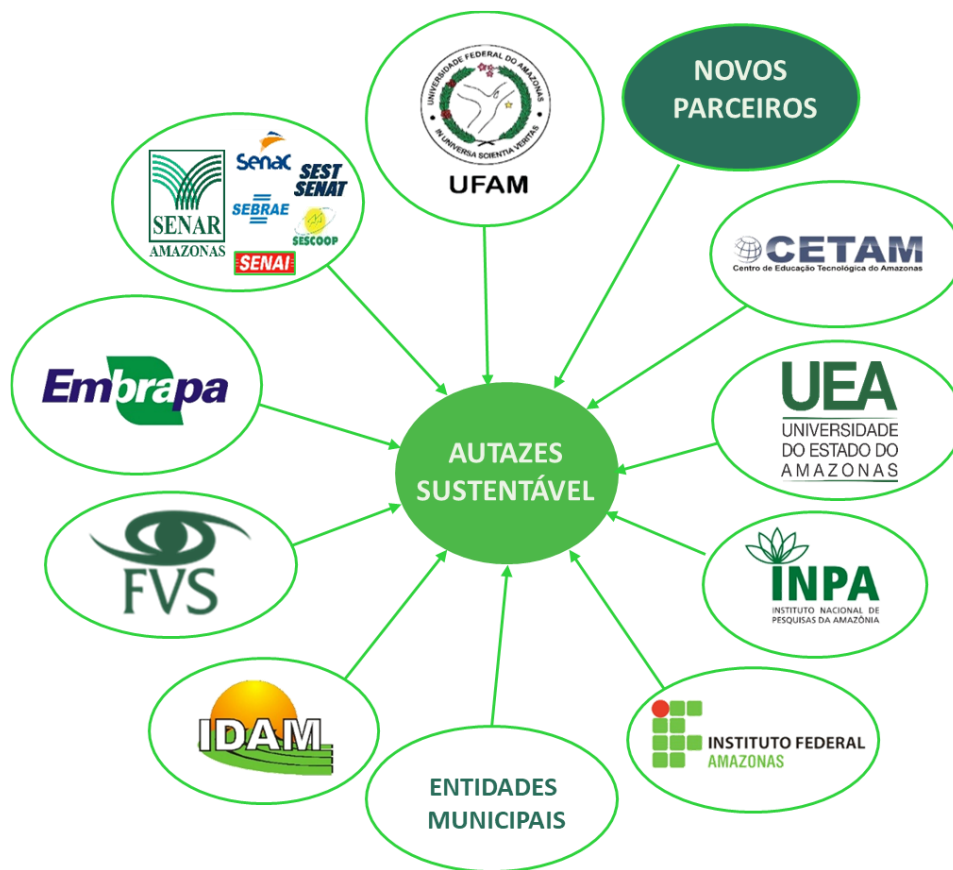 UNIVERSIDADE FEDERAL DO AMAZONAS
IN UNIVERSA SCIENTIA VERITAS
UFAM
NOVOS
PARCEIROS
SENAR
AMAZONAS
Senac
SEST
SENAT
SEBRAE
SESCOOP
SENAI
CETAM
Centro de Educação Tecnológica do Amazonas
Embrapa
UEA
UNIVERSIDADE
DO ESTADO DO
AMAZONAS
AUTAZES
SUSTENTÁVEL
FVS
INPA
INSTITUTO NACIONAL DE
PESQUISAS DA AMAZÔNIA
IDAM
ENTIDADES
MUNICIPAIS
INSTITUTO FEDERAL
AMAZONAS